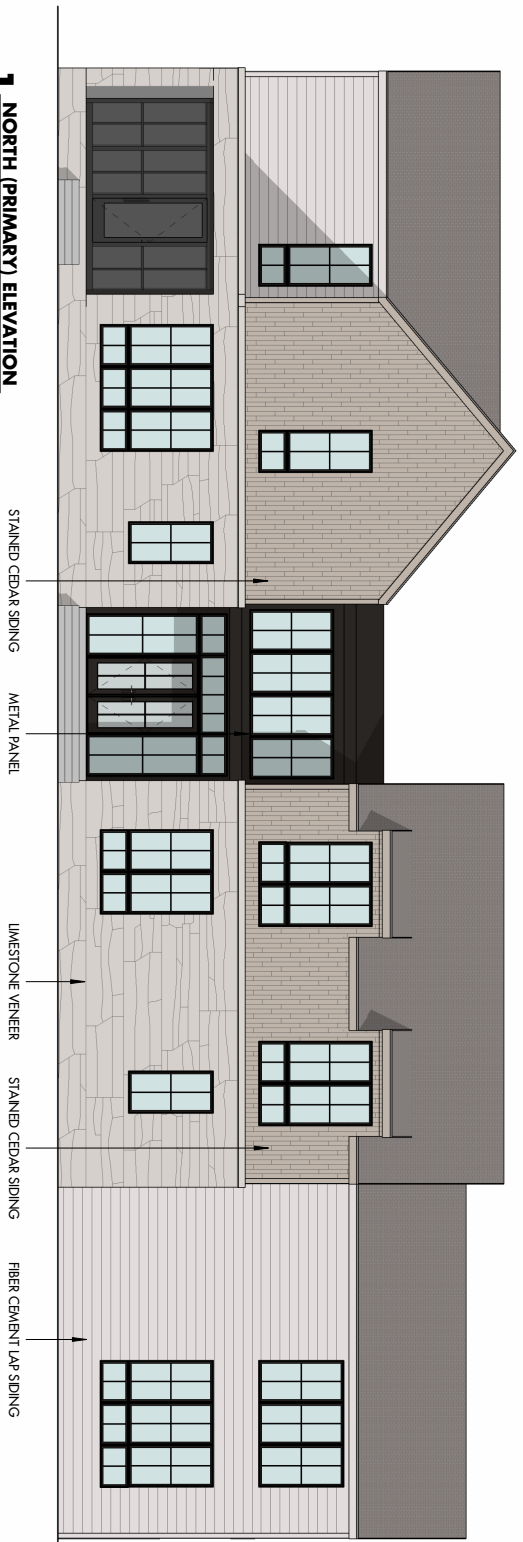 1 NORTH (PRIMARY) ELEVATION
STAINED CEDAR SIDING
METAL PANEL
LIMESTONE VENEER
STAINED CEDAR SIDING
FIBER CEMENT LAP SIDING